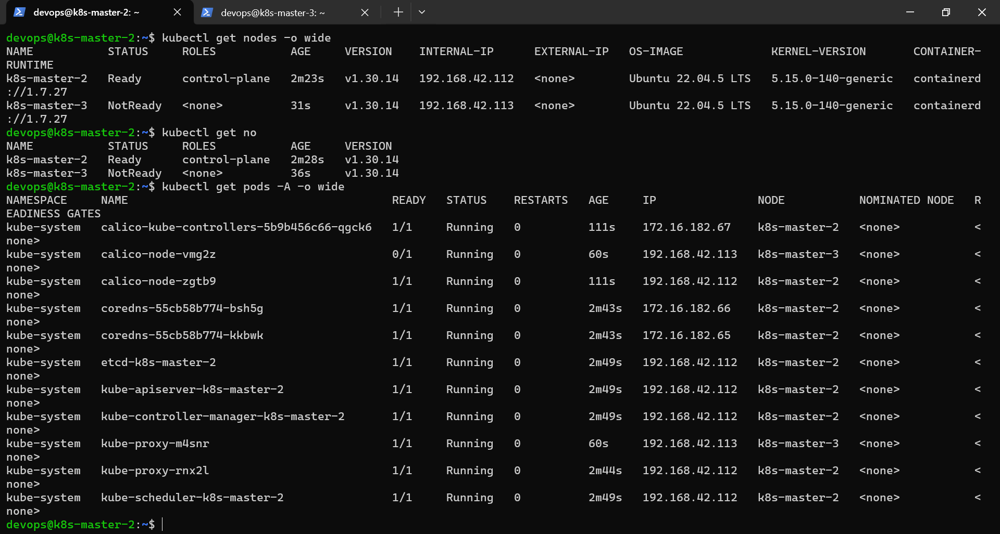 devops@k8s-master-2: ~
devops@k8s-master-3: ~
devops@k8s-master-2:~$ kubectl get nodes -o wide
NAME           STATUS     ROLES           AGE     VERSION    INTERNAL-IP      EXTERNAL-IP   OS-IMAGE             KERNEL-VERSION       CONTAINER-
RUNTIME
k8s-master-2   Ready      control-plane   2m23s   v1.30.14   192.168.42.112   <none>        Ubuntu 22.04.5 LTS   5.15.0-140-generic   containerd
://1.7.27
k8s-master-3   NotReady   <none>          31s     v1.30.14   192.168.42.113   <none>        Ubuntu 22.04.5 LTS   5.15.0-140-generic   containerd
://1.7.27
devops@k8s-master-2:~$ kubectl get no
NAME           STATUS     ROLES           AGE     VERSION
k8s-master-2   Ready      control-plane   2m28s   v1.30.14
k8s-master-3   NotReady   <none>          36s     v1.30.14
devops@k8s-master-2:~$ kubectl get pods -A -o wide
NAMESPACE     NAME                                       READY   STATUS    RESTARTS   AGE     IP               NODE           NOMINATED NODE   R
EADINESS GATES
kube-system   calico-kube-controllers-5b9b456c66-qgck6   1/1     Running   0          111s    172.16.182.67    k8s-master-2   <none>           <
none>
kube-system   calico-node-vmg2z                          0/1     Running   0          60s     192.168.42.113   k8s-master-3   <none>           <
none>
kube-system   calico-node-zgtb9                          1/1     Running   0          111s    192.168.42.112   k8s-master-2   <none>           <
none>
kube-system   coredns-55cb58b774-bsh5g                   1/1     Running   0          2m43s   172.16.182.66    k8s-master-2   <none>           <
none>
kube-system   coredns-55cb58b774-kkbwk                   1/1     Running   0          2m43s   172.16.182.65    k8s-master-2   <none>           <
none>
kube-system   etcd-k8s-master-2                          1/1     Running   0          2m49s   192.168.42.112   k8s-master-2   <none>           <
none>
kube-system   kube-apiserver-k8s-master-2                1/1     Running   0          2m49s   192.168.42.112   k8s-master-2   <none>           <
none>
kube-system   kube-controller-manager-k8s-master-2       1/1     Running   0          2m49s   192.168.42.112   k8s-master-2   <none>           <
none>
kube-system   kube-proxy-m4snr                           1/1     Running   0          60s     192.168.42.113   k8s-master-3   <none>           <
none>
kube-system   kube-proxy-rnx2l                           1/1     Running   0          2m44s   192.168.42.112   k8s-master-2   <none>           <
none>
kube-system   kube-scheduler-k8s-master-2                1/1     Running   0          2m49s   192.168.42.112   k8s-master-2   <none>           <
none>
devops@k8s-master-2:~$